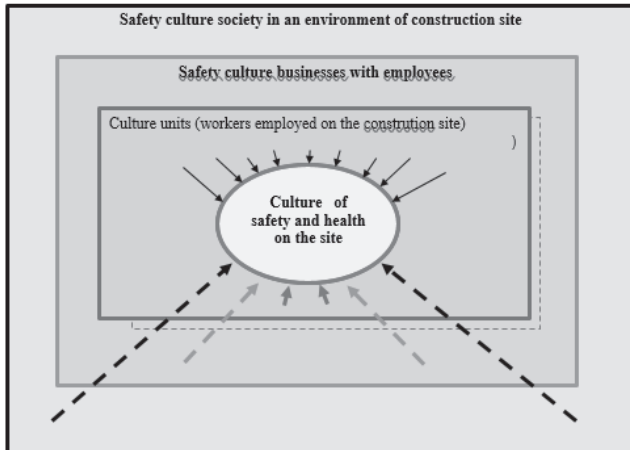 Safety culture society in an environment of construction site
Safety culture businesses with employees
Culture units (workers employed on the constrution site)
)
Culture of
safety and health
on the site